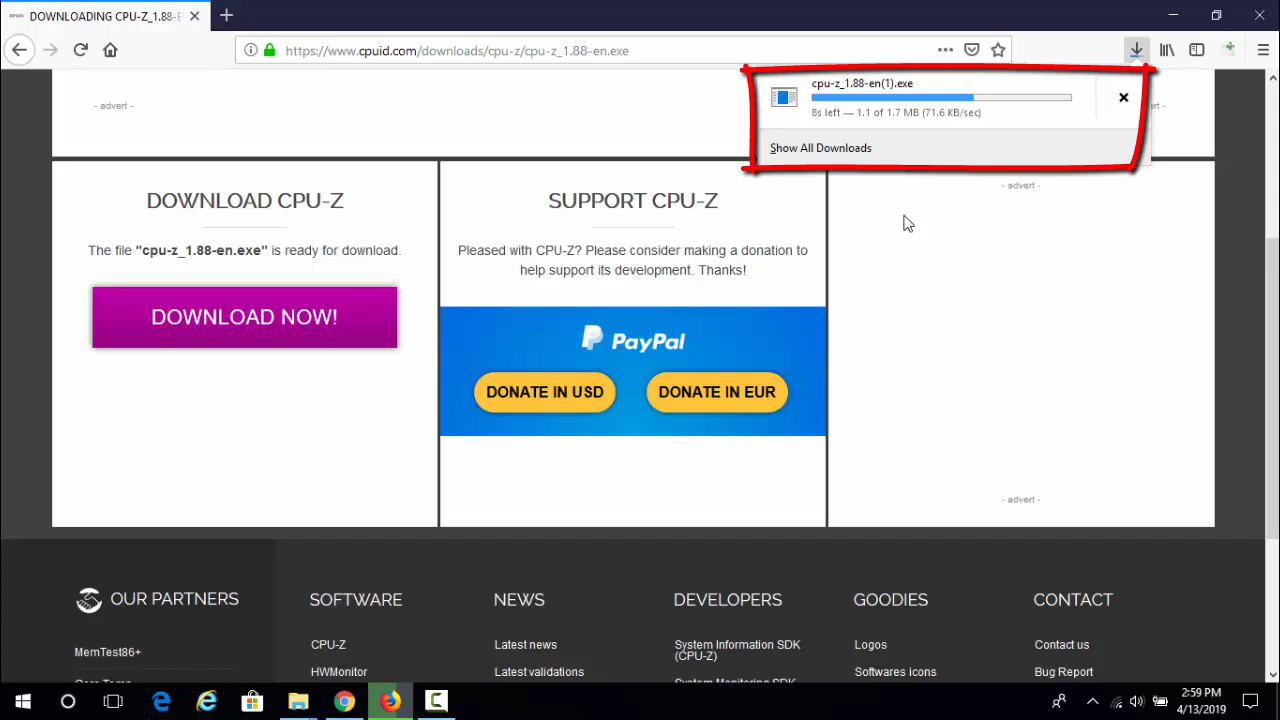 DOWNLOADING CPU-Z_1.88-E
https://www.cpuid.com/downloads/cpu-z/cpu-z_1.88-en.exe
cpu-z_1.88-en(1).exe
8s left — 1.1 of 1.7 MB (71.6 KB/sec)
Show All Downloads
- advert -
DOWNLOAD CPU-Z
The file "cpu-z_1.88-en.exe" is ready for download.
DOWNLOAD NOW!
SUPPORT CPU-Z
Pleased with CPU-Z? Please consider making a donation to
help support its development. Thanks!
PayPal
DONATE IN USD
DONATE IN EUR
- advert -
- advert -
OUR PARTNERS
MemTest86+
SOFTWARE
CPU-Z
HWMonitor
NEWS
Latest news
Latest validations
DEVELOPERS
System Information SDK
(CPU-Z)
System Monitoring SDK
GOODIES
Logos
Softwares icons
CONTACT
Contact us
Bug Report
2:59 PM
4/13/2019